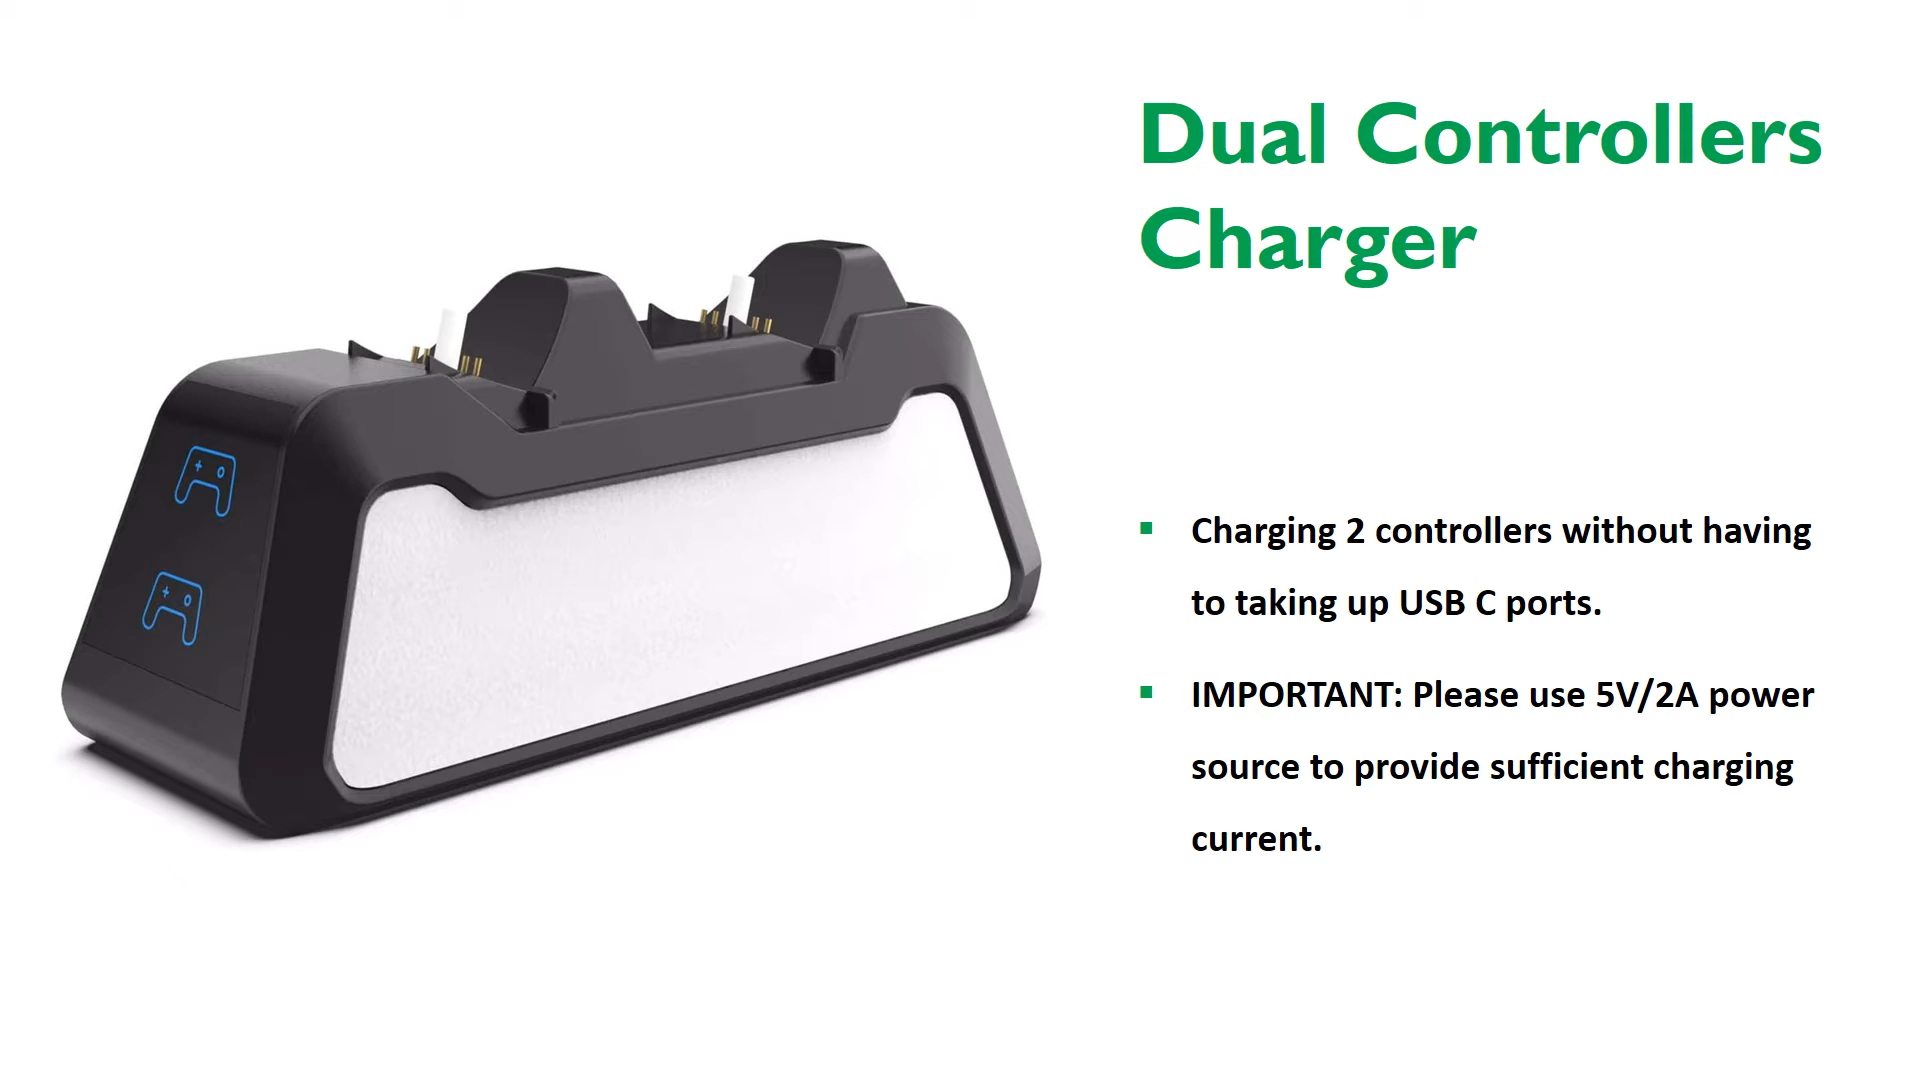 Dual Controllers
Charger
Charging 2 controllers without having
to taking up USB C ports.
IMPORTANT: Please use 5V/2A power
source to provide sufficient charging
current.